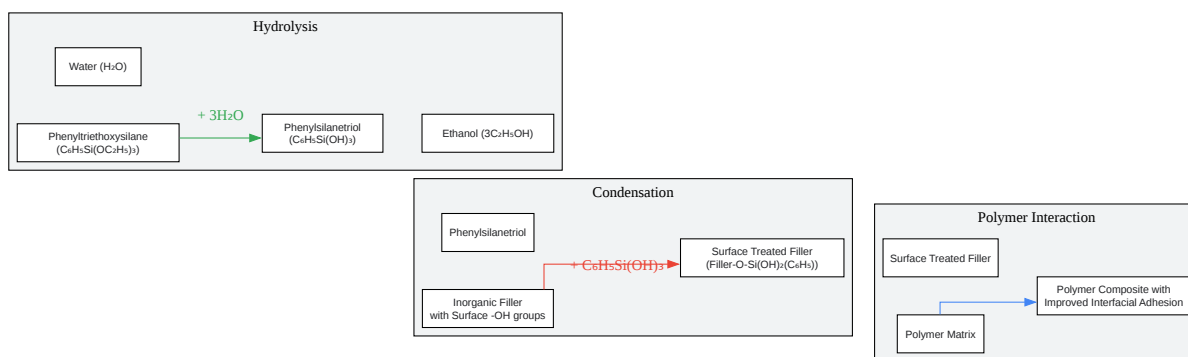 Hydrolysis
Water (H₂O)
+ 3H₂O
Phenyltriethoxysilane
(C₆H₅Si(OC₂H₅)₃)
Phenylsilanetriol
(C₆H₅Si(OH)₃)
Ethanol (3C₂H₅OH)
Condensation
Phenylsilanetriol
+ C₆H₅Si(OH)₃
Surface Treated Filler
(Filler-O-Si(OH)₂(C₆H₅))
Inorganic Filler
with Surface -OH groups
Polymer Interaction
Surface Treated Filler
Polymer Composite with
Improved Interfacial Adhesion
Polymer Matrix